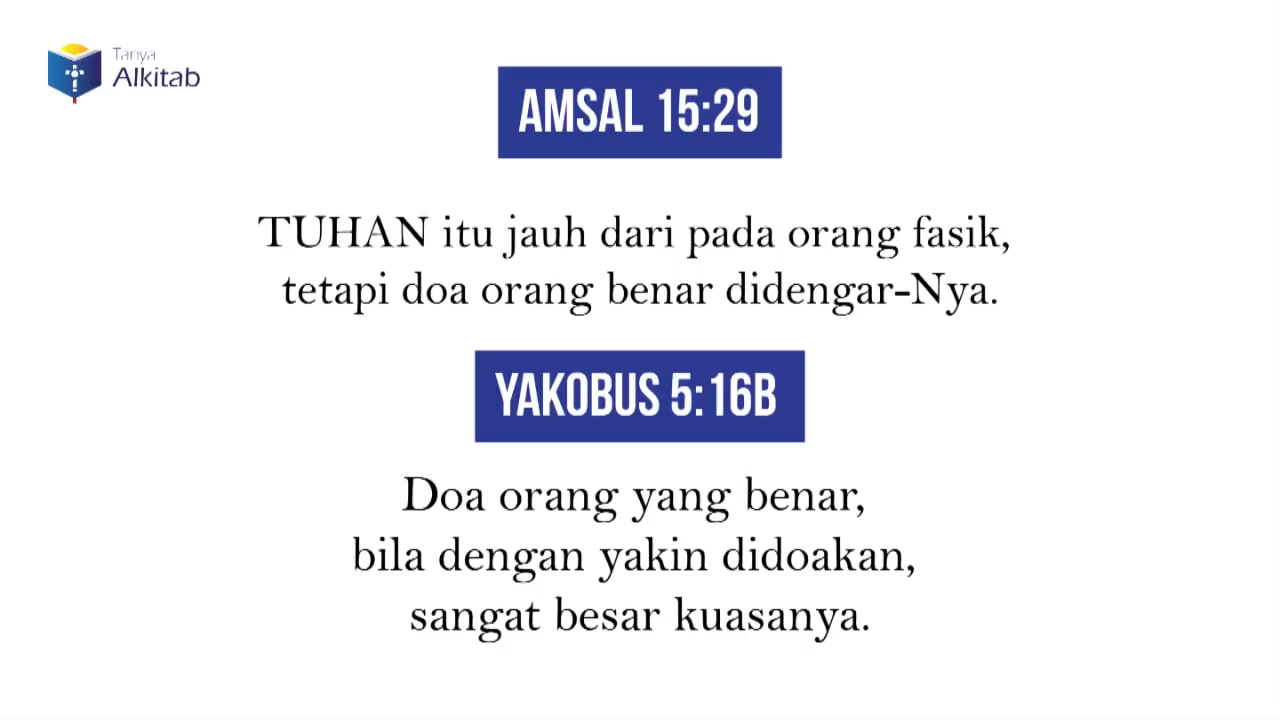 Tanya
Alkitab
AMSAL 15:29
TUHAN itu jauh dari pada orang fasik,
tetapi doa orang benar didengar-Nya.
YAKOBUS 5:16B
Doa orang yang benar,
bila dengan yakin didoakan,
sangat besar kuasanya.